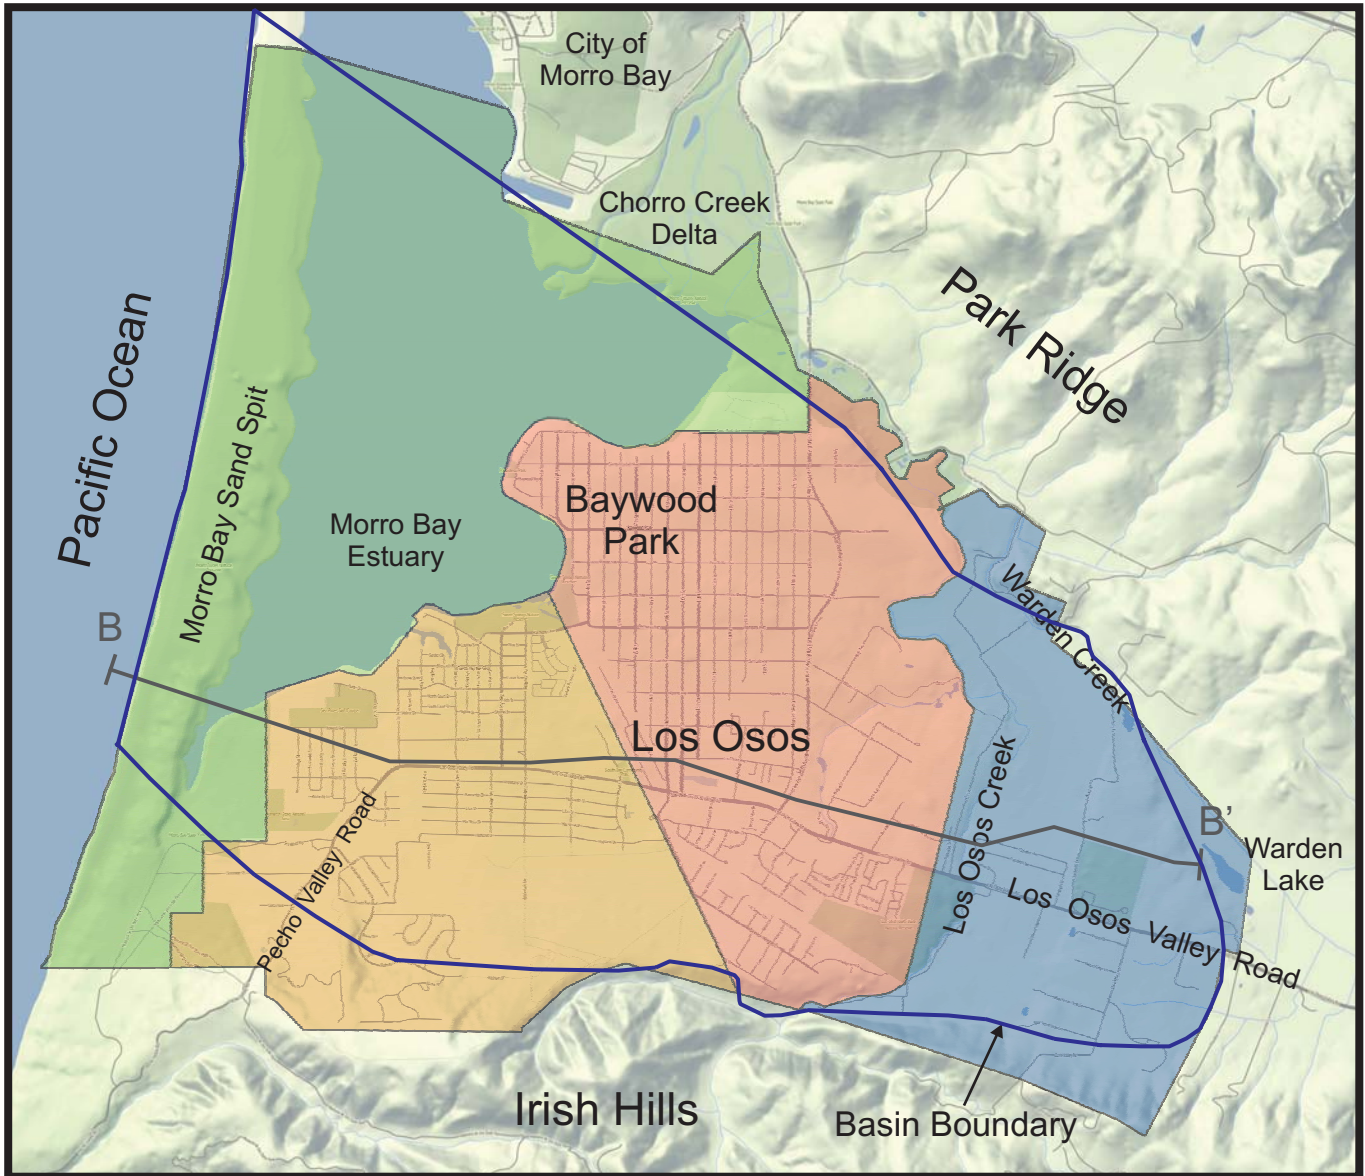 City of
Morro Bay
Chorro Creek
Delta
Park Ridge
Pacific Ocean
Morro Bay Sand Spit
Morro Bay
Estuary
Baywood
Park
Warden Creek
B
Los Osos
Los Osos Creek
Pecho Valley Road
B’
Warden
Lake
Los Osos Valley Road
Irish Hills
Basin Boundary